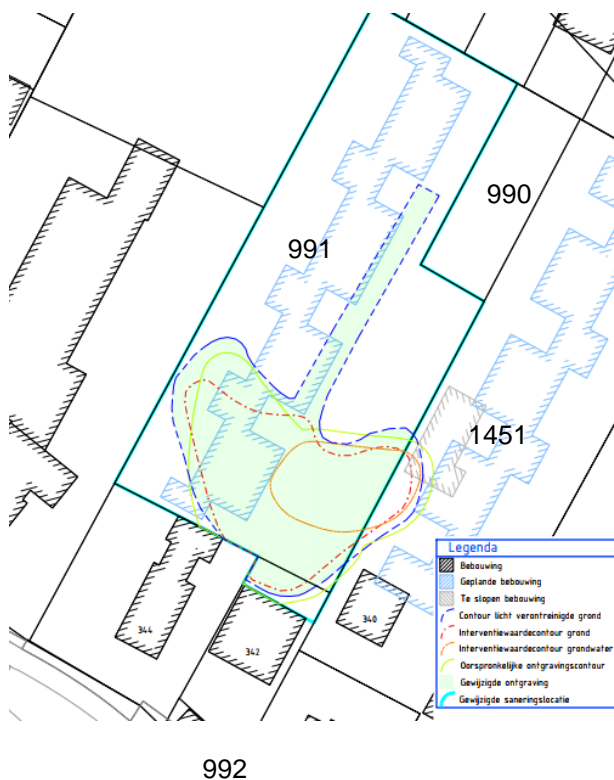 990
991
1451
344
342
340
Legenda
Bebouwing
Geplande bebouwing
Te slopen bebouwing
Contour licht verontreinigde grond
Interventiewaardecontour grond
Interventiewaardecontour grondwater
Oorspronkelijke ontgravingscontour
Gewijzigde ontgraving
Gewijzigde saneringslocatie
992